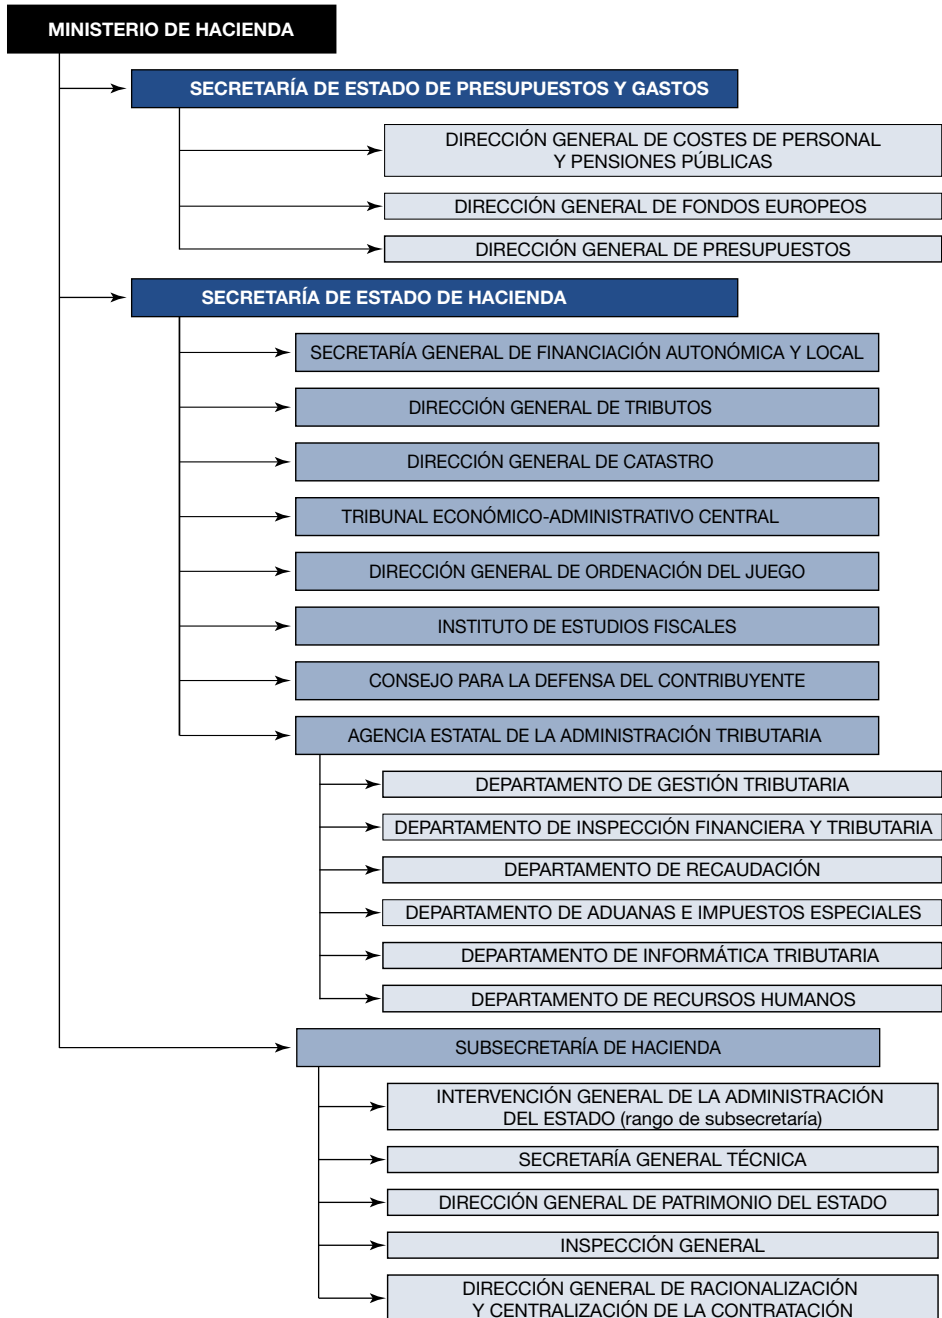 MINISTERIO DE HACIENDA
SECRETARÍA DE ESTADO DE PRESUPUESTOS Y GASTOS
DIRECCIÓN GENERAL DE COSTES DE PERSONAL
Y PENSIONES PÚBLICAS
DIRECCIÓN GENERAL DE FONDOS EUROPEOS
DIRECCIÓN GENERAL DE PRESUPUESTOS
SECRETARÍA DE ESTADO DE HACIENDA
SECRETARÍA GENERAL DE FINANCIACIÓN AUTONÓMICA Y LOCAL
DIRECCIÓN GENERAL DE TRIBUTOS
DIRECCIÓN GENERAL DE CATASTRO
TRIBUNAL ECONÓMICO-ADMINISTRATIVO CENTRAL
DIRECCIÓN GENERAL DE ORDENACIÓN DEL JUEGO
INSTITUTO DE ESTUDIOS FISCALES
CONSEJO PARA LA DEFENSA DEL CONTRIBUYENTE
AGENCIA ESTATAL DE LA ADMINISTRACIÓN TRIBUTARIA
DEPARTAMENTO DE GESTIÓN TRIBUTARIA
DEPARTAMENTO DE INSPECCIÓN FINANCIERA Y TRIBUTARIA
DEPARTAMENTO DE RECAUDACIÓN
DEPARTAMENTO DE ADUANAS E IMPUESTOS ESPECIALES
DEPARTAMENTO DE INFORMÁTICA TRIBUTARIA
DEPARTAMENTO DE RECURSOS HUMANOS
SUBSECRETARÍA DE HACIENDA
INTERVENCIÓN GENERAL DE LA ADMINISTRACIÓN
DEL ESTADO (rango de subsecretaría)
SECRETARÍA GENERAL TÉCNICA
DIRECCIÓN GENERAL DE PATRIMONIO DEL ESTADO
INSPECCIÓN GENERAL
DIRECCIÓN GENERAL DE RACIONALIZACIÓN
Y CENTRALIZACIÓN DE LA CONTRATACIÓN